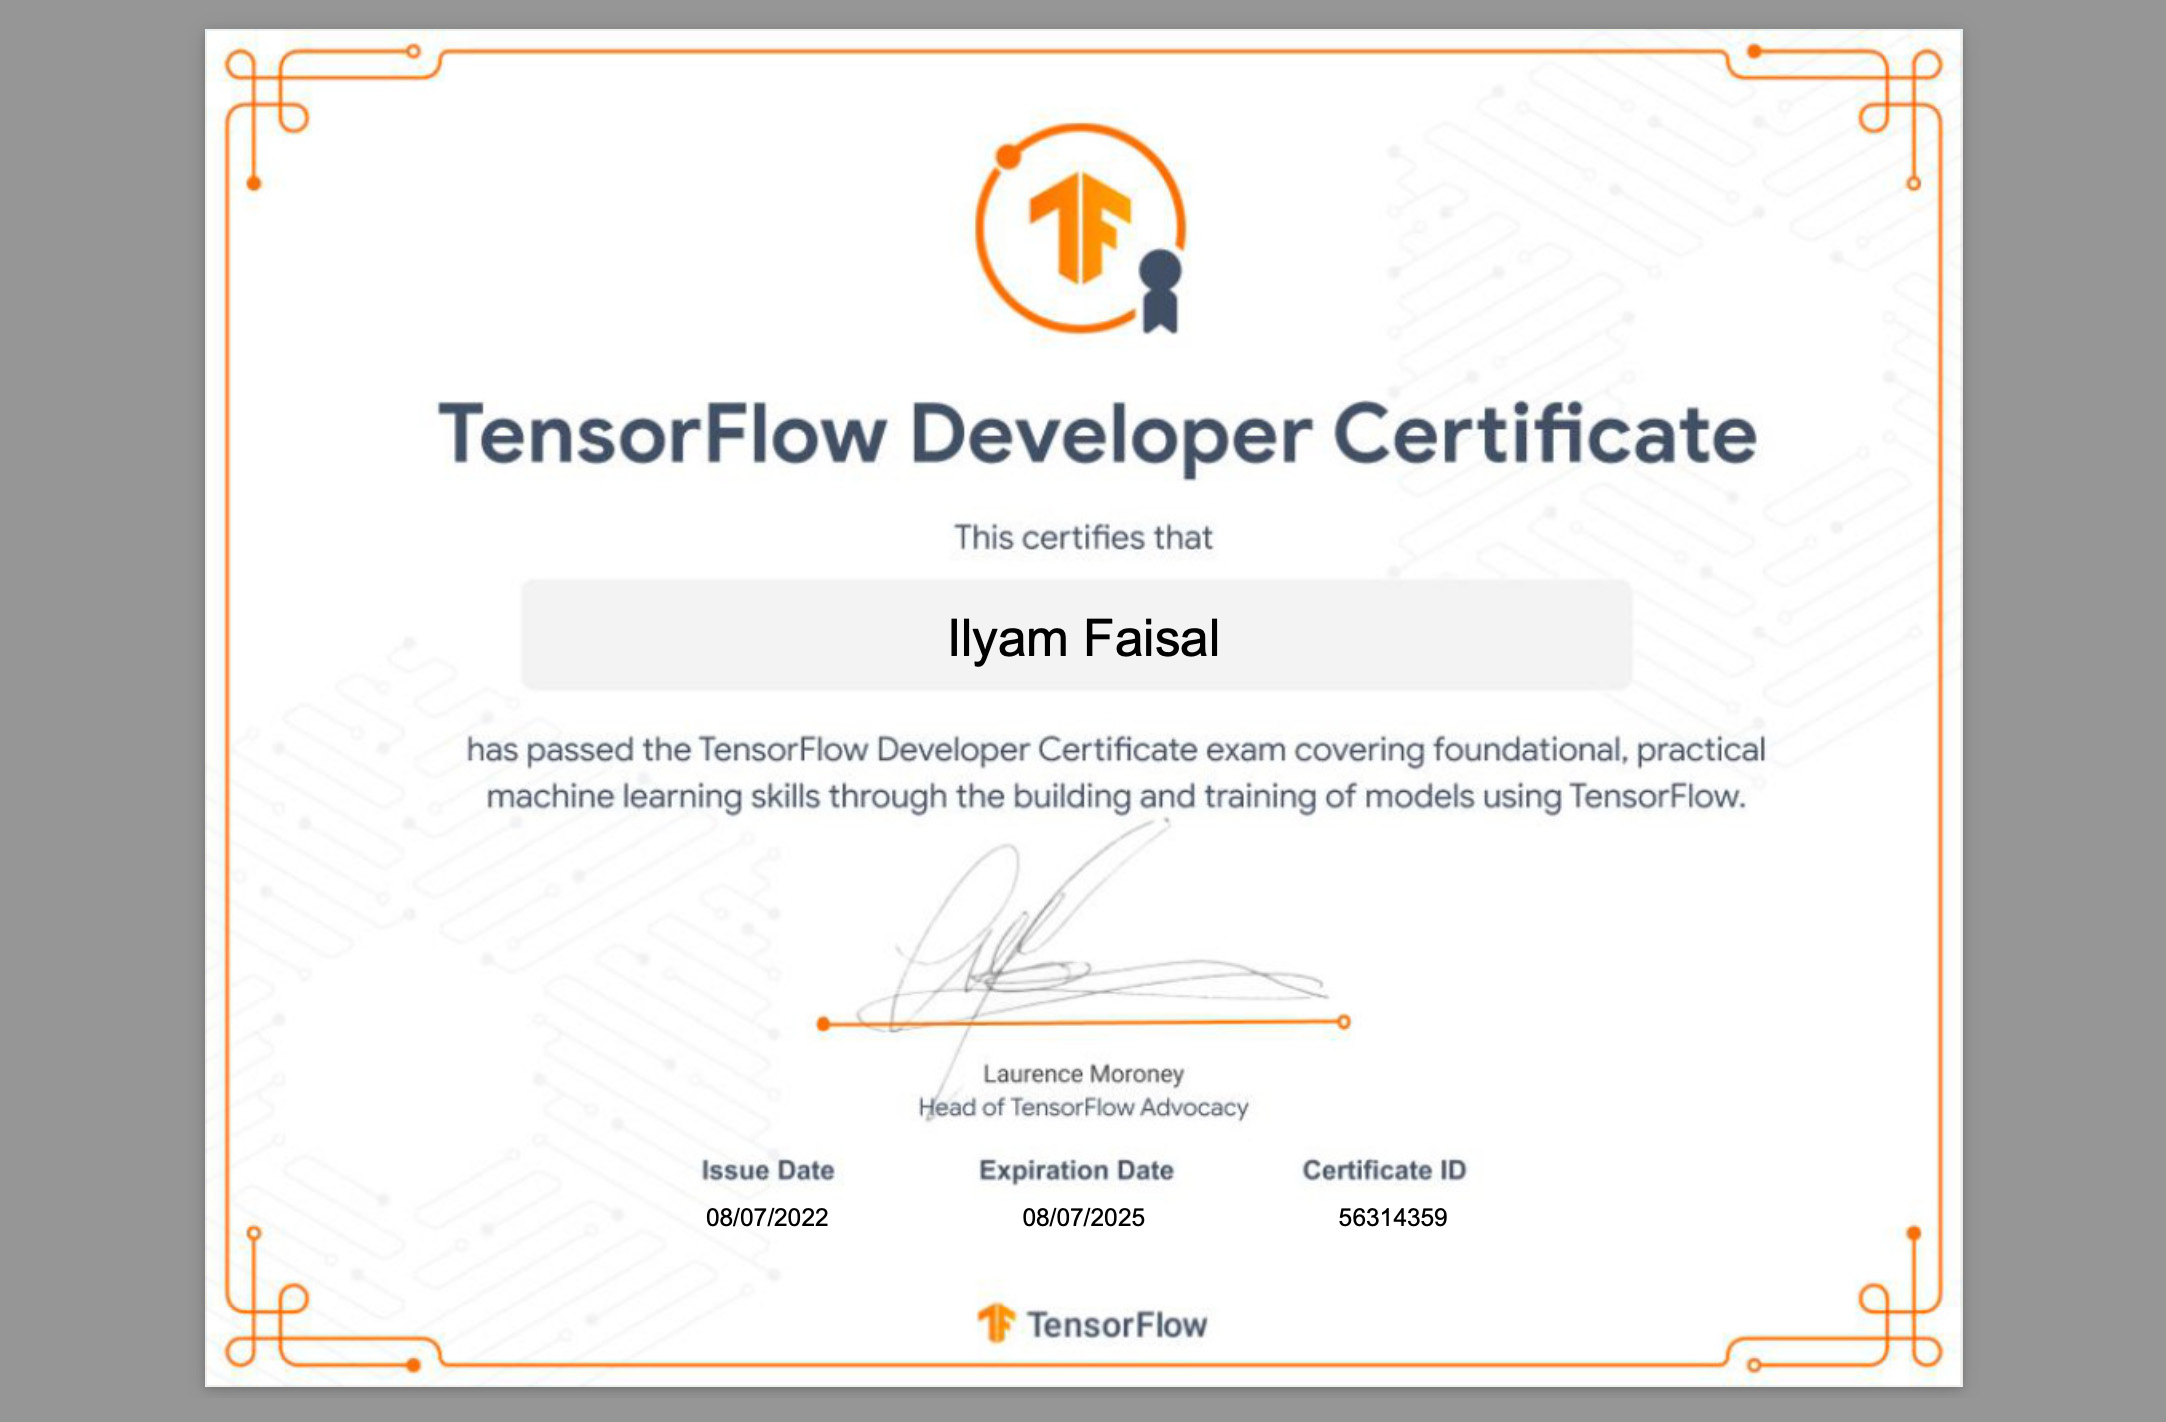 TF
TensorFlow Developer Certificate
This certifies that
Ilyam Faisal
has passed the TensorFlow Developer Certificate exam covering foundational, practical
machine learning skills through the building and training of models using TensorFlow.
Laurence Moroney
Head of TensorFlow Advocacy
Issue Date Expiration Date Certificate ID
08/07/2022 08/07/2025 56314359
TensorFlow